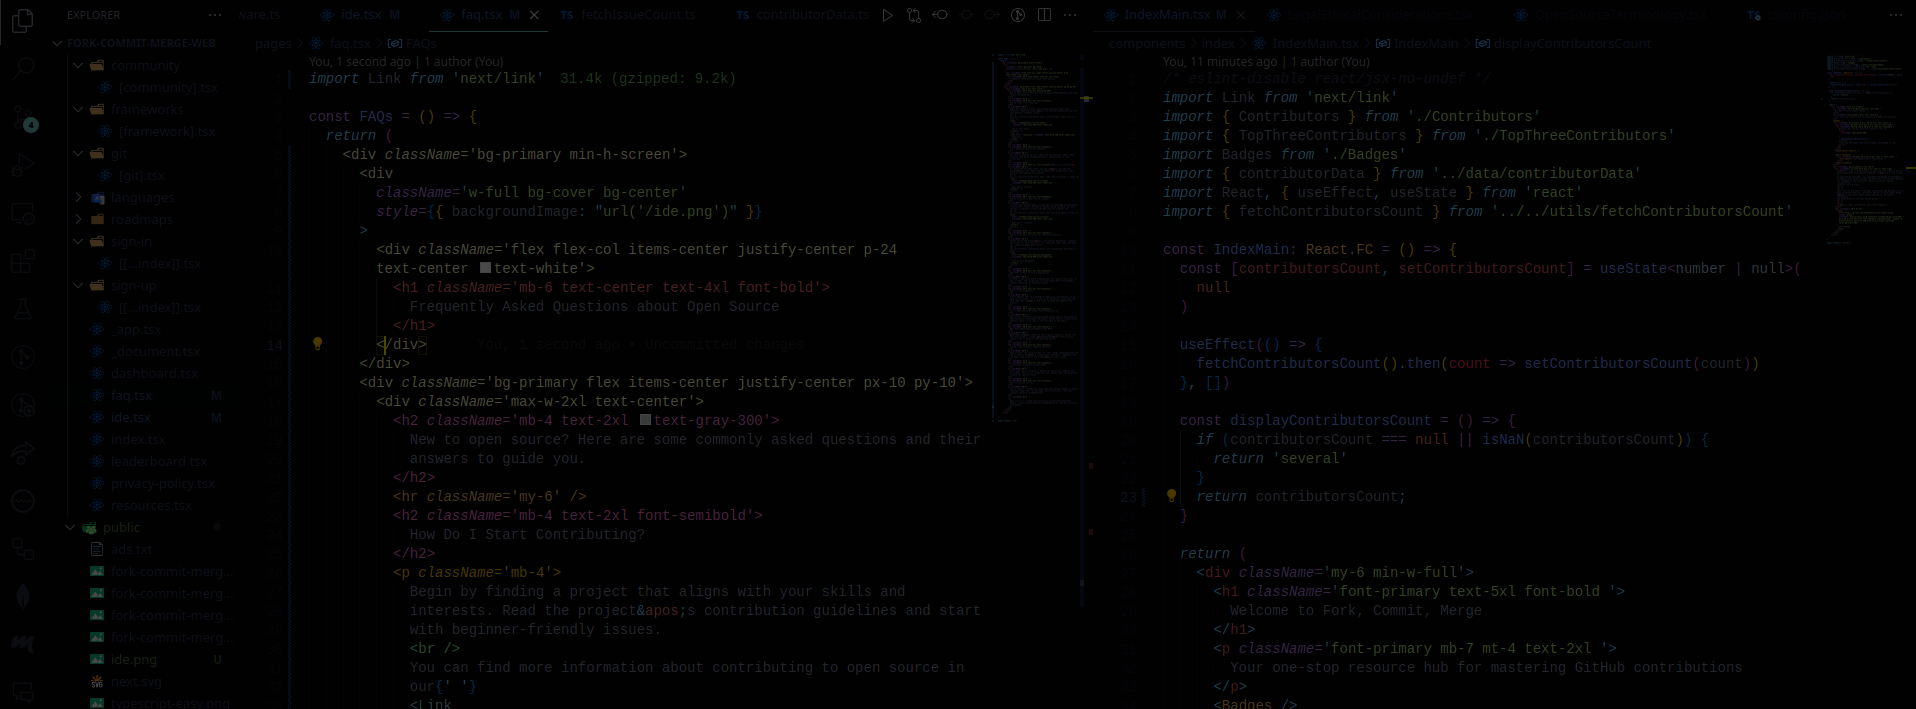 EXPLORER
FORK-COMMIT-MERGE-WEB
community
[community].tsx
frameworks
[framework].tsx
git
[git].tsx
languages
roadmaps
sign-in
[[...index]].tsx
sign-up
[[...index]].tsx
_app.tsx
_document.tsx
dashboard.tsx
faq.tsx M
ide.tsx M
index.tsx
leaderboard.tsx
privacy-policy.tsx
resources.tsx
public
ads.txt
fork-commit-merg...
fork-commit-merg...
fork-commit-merg...
fork-commit-merg...
ide.png U
next.svg
typescript-easy.png
4
ware.ts ide.tsx M faq.tsx M fetchIssueCount.ts contributorData.ts
pages > faq.tsx > FAQs
You, 1 second ago | 1 author (You)
import Link from 'next/link' 31.4k (gzipped: 9.2k)
const FAQs = () => {
return (
<div className='bg-primary min-h-screen'>
<div
className='w-full bg-cover bg-center'
style={{ backgroundImage: "url('/ide.png')" }}
>
<div className='flex flex-col items-center justify-center p-24
text-center text-white'>
<h1 className='mb-6 text-center text-4xl font-bold'>
Frequently Asked Questions about Open Source
</h1>
14 </div> You, 1 second ago • Uncommitted changes
</div>
<div className='bg-primary flex items-center justify-center px-10 py-10'>
<div className='max-w-2xl text-center'>
<h2 className='mb-4 text-2xl text-gray-300'>
New to open source? Here are some commonly asked questions and their
answers to guide you.
</h2>
<hr className='my-6' />
<h2 className='mb-4 text-2xl font-semibold'>
How Do I Start Contributing?
</h2>
<p className='mb-4'>
Begin by finding a project that aligns with your skills and
interests. Read the project&apos;s contribution guidelines and start
with beginner-friendly issues.
<br />
You can find more information about contributing to open source in
our{' '}
<Link
IndexMain.tsx M
components > index > IndexMain.tsx > IndexMain > displayContributorsCount
You, 11 minutes ago | 1 author (You)
/* eslint-disable react/jsx-no-undef */
import Link from 'next/link'
import { Contributors } from './Contributors'
import { TopThreeContributors } from './TopThreeContributors'
import Badges from './Badges'
import { contributorData } from '../data/contributorData'
import React, { useEffect, useState } from 'react'
import { fetchContributorsCount } from '../../utils/fetchContributorsCount'
const IndexMain: React.FC = () => {
const [contributorsCount, setContributorsCount] = useState<number | null>(
null
)
useEffect(() => {
fetchContributorsCount().then(count => setContributorsCount(count))
}, [])
const displayContributorsCount = () => {
if (contributorsCount === null || isNaN(contributorsCount)) {
return 'several'
}
23 return contributorsCount;
}
return (
<div className='my-6 min-w-full'>
<h1 className='font-primary text-5xl font-bold '>
Welcome to Fork, Commit, Merge
</h1>
<p className='font-primary mb-7 mt-4 text-2xl '>
Your one-stop resource hub for mastering GitHub contributions
</p>
<Badges />